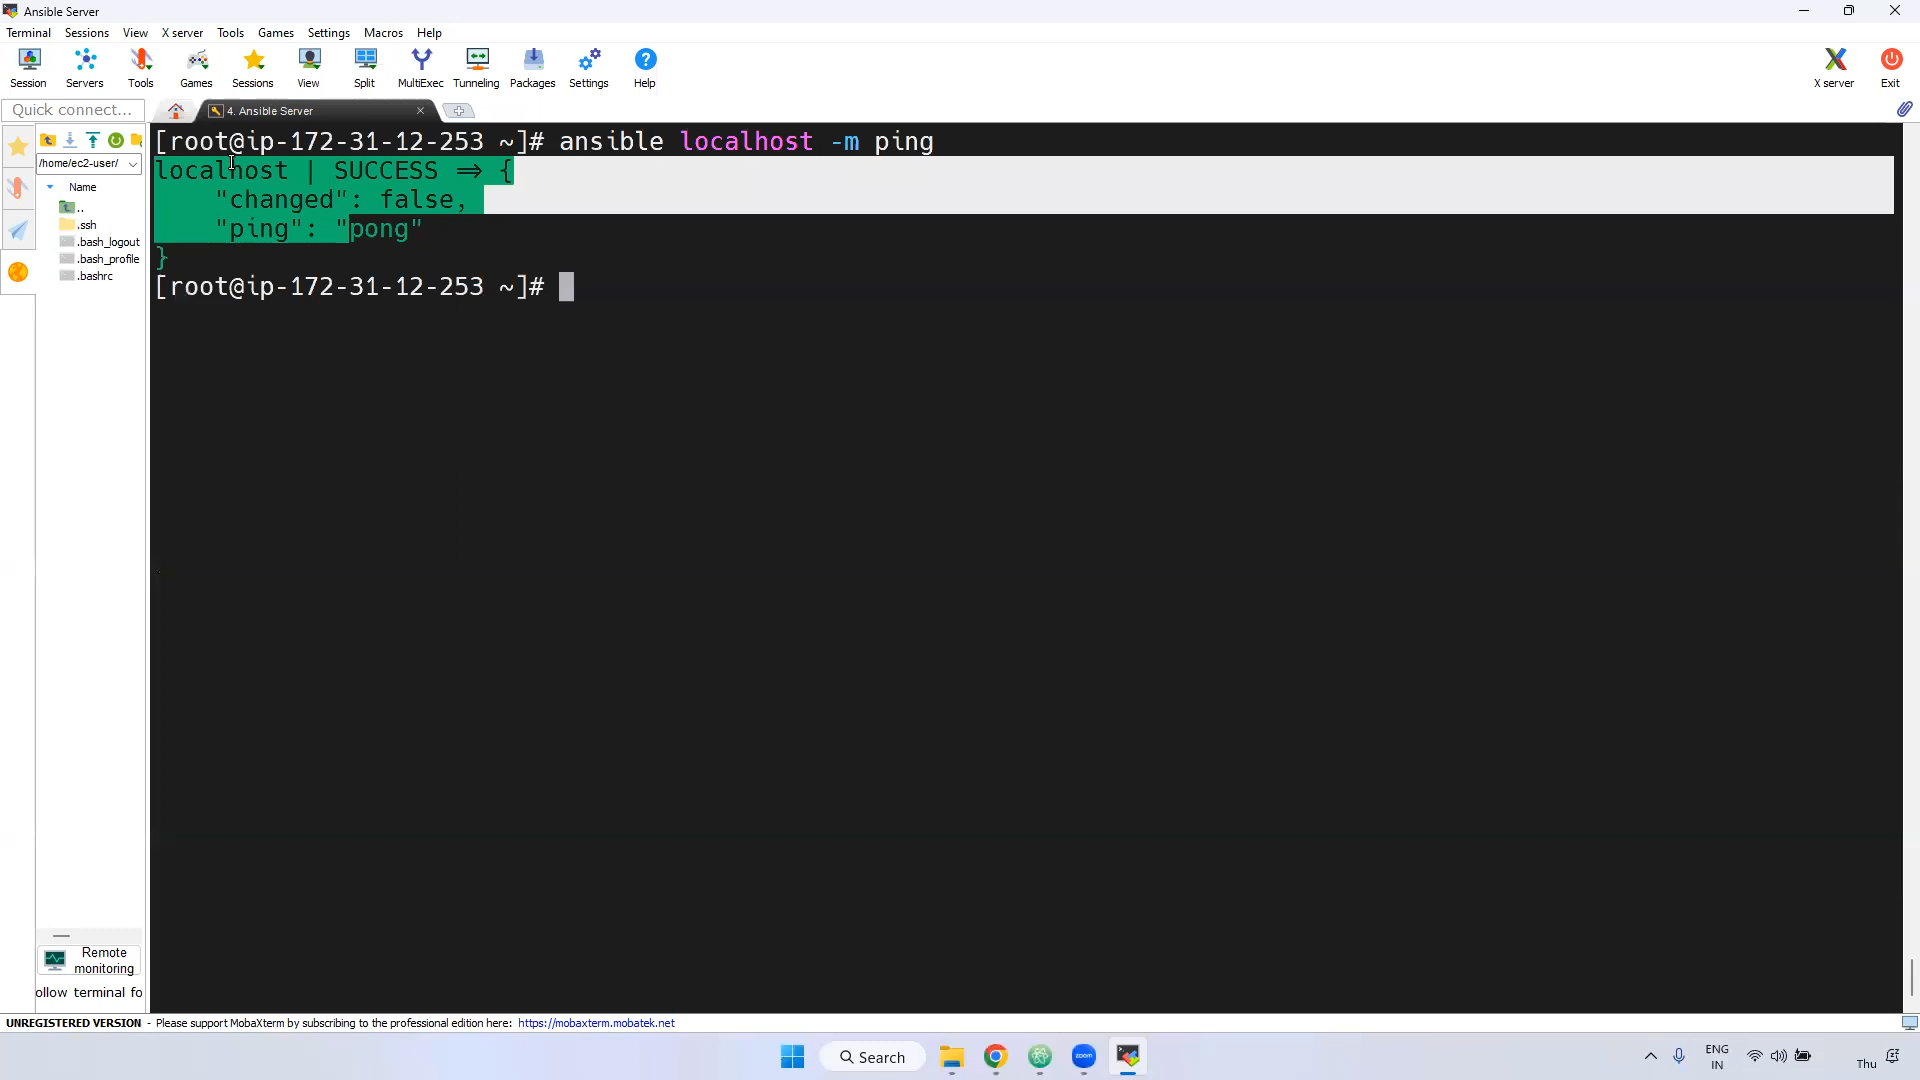 Ansible Server
Terminal Sessions View X server Tools Games Settings Macros Help
Session Servers Tools Games Sessions View Split MultiExec Tunneling Packages Settings Help X server Exit
Quick connect... 4. Ansible Server
[root@ip-172-31-12-253 ~]# ansible localhost -m ping
localhost | SUCCESS => {
"changed": false,
"ping": "pong"
}
[root@ip-172-31-12-253 ~]#
/home/ec2-user/
Name
..
.ssh
.bash_logout
.bash_profile
.bashrc
Remote
monitoring
ollow terminal fo
UNREGISTERED VERSION - Please support MobaXterm by subscribing to the professional edition here: https://mobaxterm.mobatek.net
Search
zoom
ENG
IN
Thu